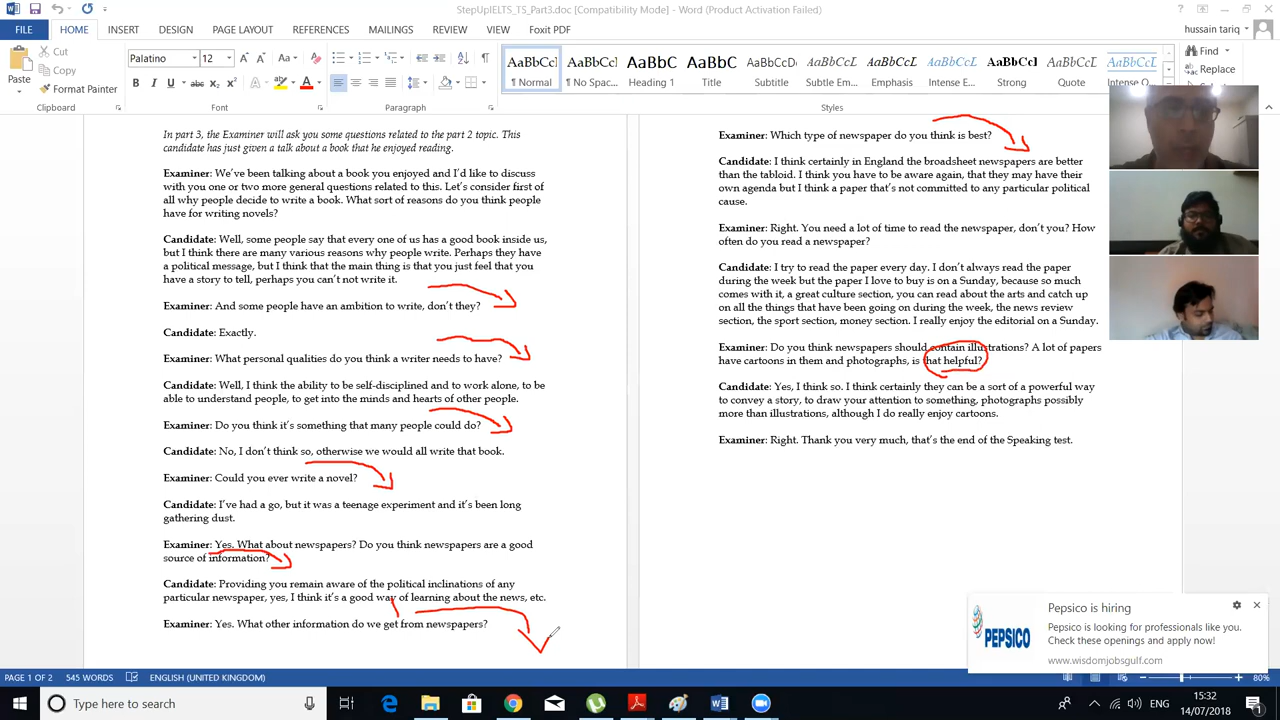 StepUpIELTS_TS_Part3.doc [Compatibility Mode] - Word (Product Activation Failed)
FILE HOME INSERT DESIGN PAGE LAYOUT REFERENCES MAILINGS REVIEW VIEW Foxit PDF
hussain tariq
Paste
Cut
Copy
Format Painter
Clipboard
Palatino 12
Font
Paragraph
AaBbCcI AaBbCcI AaBbC AaBbC AaBbCcD AaBbCcI AaBbCcI AaBbCcI AaBbCcI AaBbCcI
¶ Normal ¶ No Spac... Heading 1 Title Subtitle Subtle Em... Emphasis Intense E... Strong Quote Intense Q
Styles
Find
Replace
In part 3, the Examiner will ask you some questions related to the part 2 topic. This
candidate has just given a talk about a book that he enjoyed reading.
Examiner: We've been talking about a book you enjoyed and I'd like to discuss
with you one or two more general questions related to this. Let's consider first of
all why people decide to write a book. What sort of reasons do you think people
have for writing novels?
Candidate: Well, some people say that every one of us has a good book inside us,
but I think there are many various reasons why people write. Perhaps they have
a political message, but I think that the main thing is that you just feel that you
have a story to tell, perhaps you can't not write it.
Examiner: And some people have an ambition to write, don't they?
Candidate: Exactly.
Examiner: What personal qualities do you think a writer needs to have?
Candidate: Well, I think the ability to be self-disciplined and to work alone, to be
able to understand people, to get into the minds and hearts of other people.
Examiner: Do you think it's something that many people could do?
Candidate: No, I don't think so, otherwise we would all write that book.
Examiner: Could you ever write a novel?
Candidate: I've had a go, but it was a teenage experiment and it's been long
gathering dust.
Examiner: Yes. What about newspapers? Do you think newspapers are a good
source of information?
Candidate: Providing you remain aware of the political inclinations of any
particular newspaper, yes, I think it's a good way of learning about the news, etc.
Examiner: Yes. What other information do we get from newspapers?
Examiner: Which type of newspaper do you think is best?
Candidate: I think certainly in England the broadsheet newspapers are better
than the tabloid. I think you have to be aware again, that they may have their
own agenda but I think a paper that's not committed to any particular political
cause.
Examiner: Right. You need a lot of time to read the newspaper, don't you? How
often do you read a newspaper?
Candidate: I try to read the paper every day. I don't always read the paper
during the week but the paper I love to buy is on a Sunday, because so much
comes with it, a great culture section, you can read about the arts and catch up
on all the things that have been going on during the week, the news review
section, the sport section, money section. I really enjoy the editorial on a Sunday.
Examiner: Do you think newspapers should contain illustrations? A lot of papers
have cartoons in them and photographs, is that helpful?
Candidate: Yes, I think so. I think certainly they can be a sort of a powerful way
to convey a story, to draw your attention to something, photographs possibly
more than illustrations, although I do really enjoy cartoons.
Examiner: Right. Thank you very much, that's the end of the Speaking test.
Pepsico is hiring
Pepsico is looking for professionals like you.
Check these openings and apply now!
www.wisdomjobsgulf.com
PEPSICO
PAGE 1 OF 2 545 WORDS ENGLISH (UNITED KINGDOM) 80%
Type here to search
ENG
15:32
14/07/2018